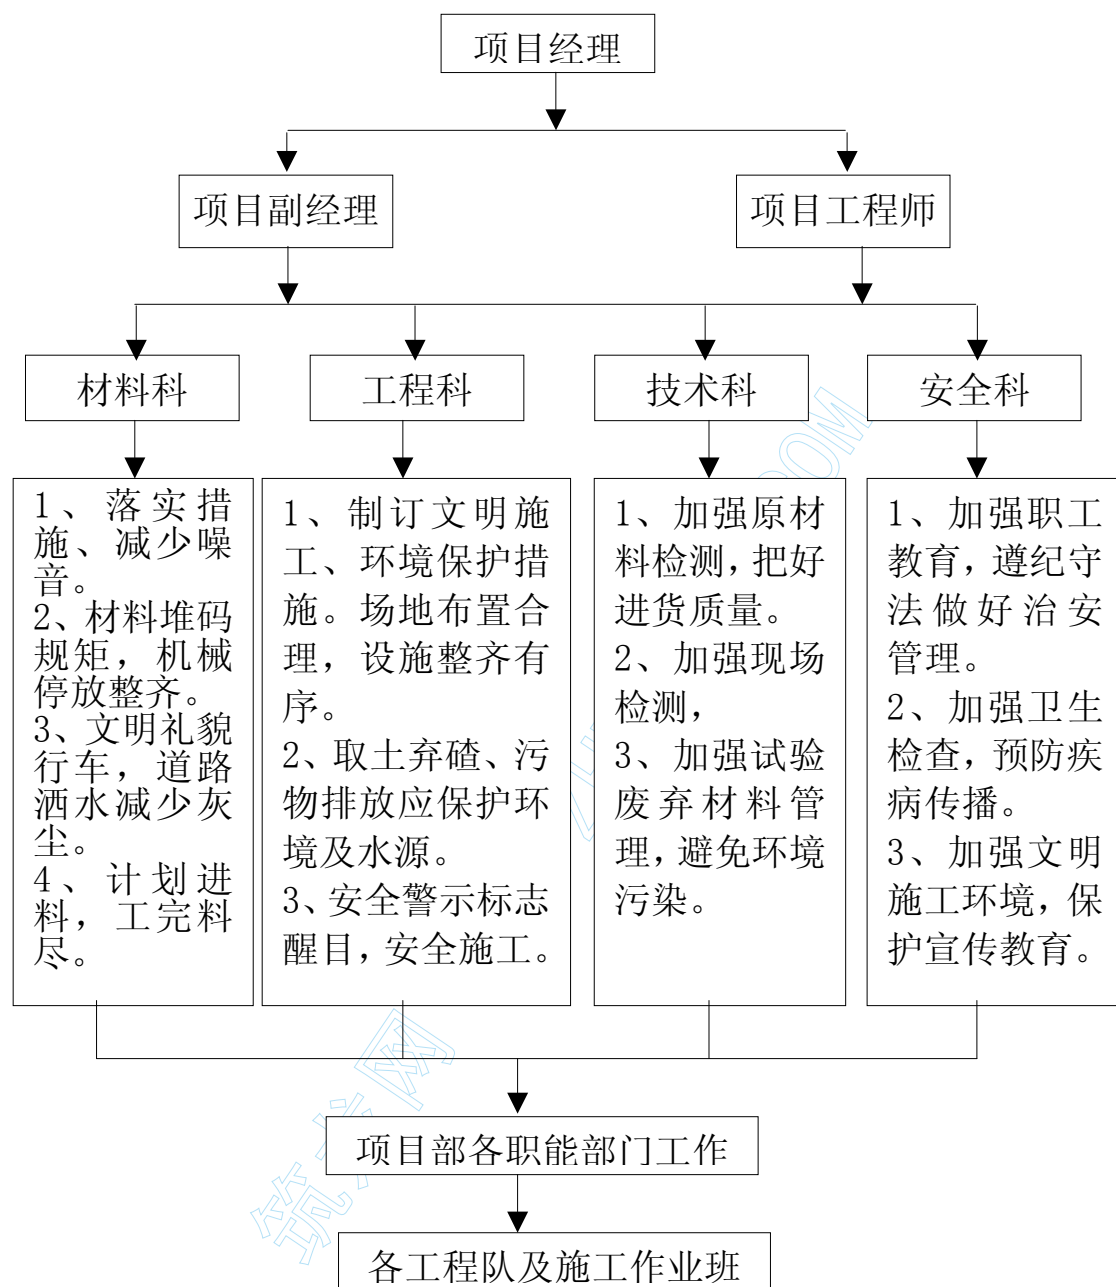 项目经理
项目副经理
项目工程师
材料科
工程科
技术科
安全科
1、落实措
施、减少噪
音。
2、材料堆码
规矩，机械
停放整齐。
3、文明礼貌
行车，道路
洒水减少灰
尘。
4、计划进
料，工完料
尽。
1、制订文明施
工、环境保护措
施。场地布置合
理，设施整齐有
序。
2、取土弃碴、污
物排放应保护环
境及水源。
3、安全警示标志
醒目，安全施工。
1、加强原材
料检测，把好
进货质量。
2、加强现场
检测，
3、加强试验
废弃材料管
理，避免环境
污染。
1、加强职工
教育，遵纪守
法做好治安
管理。
2、加强卫生
检查，预防疾
病传播。
3、加强文明
施工环境，保
护宣传教育。
项目部各职能部门工作
各工程队及施工作业班